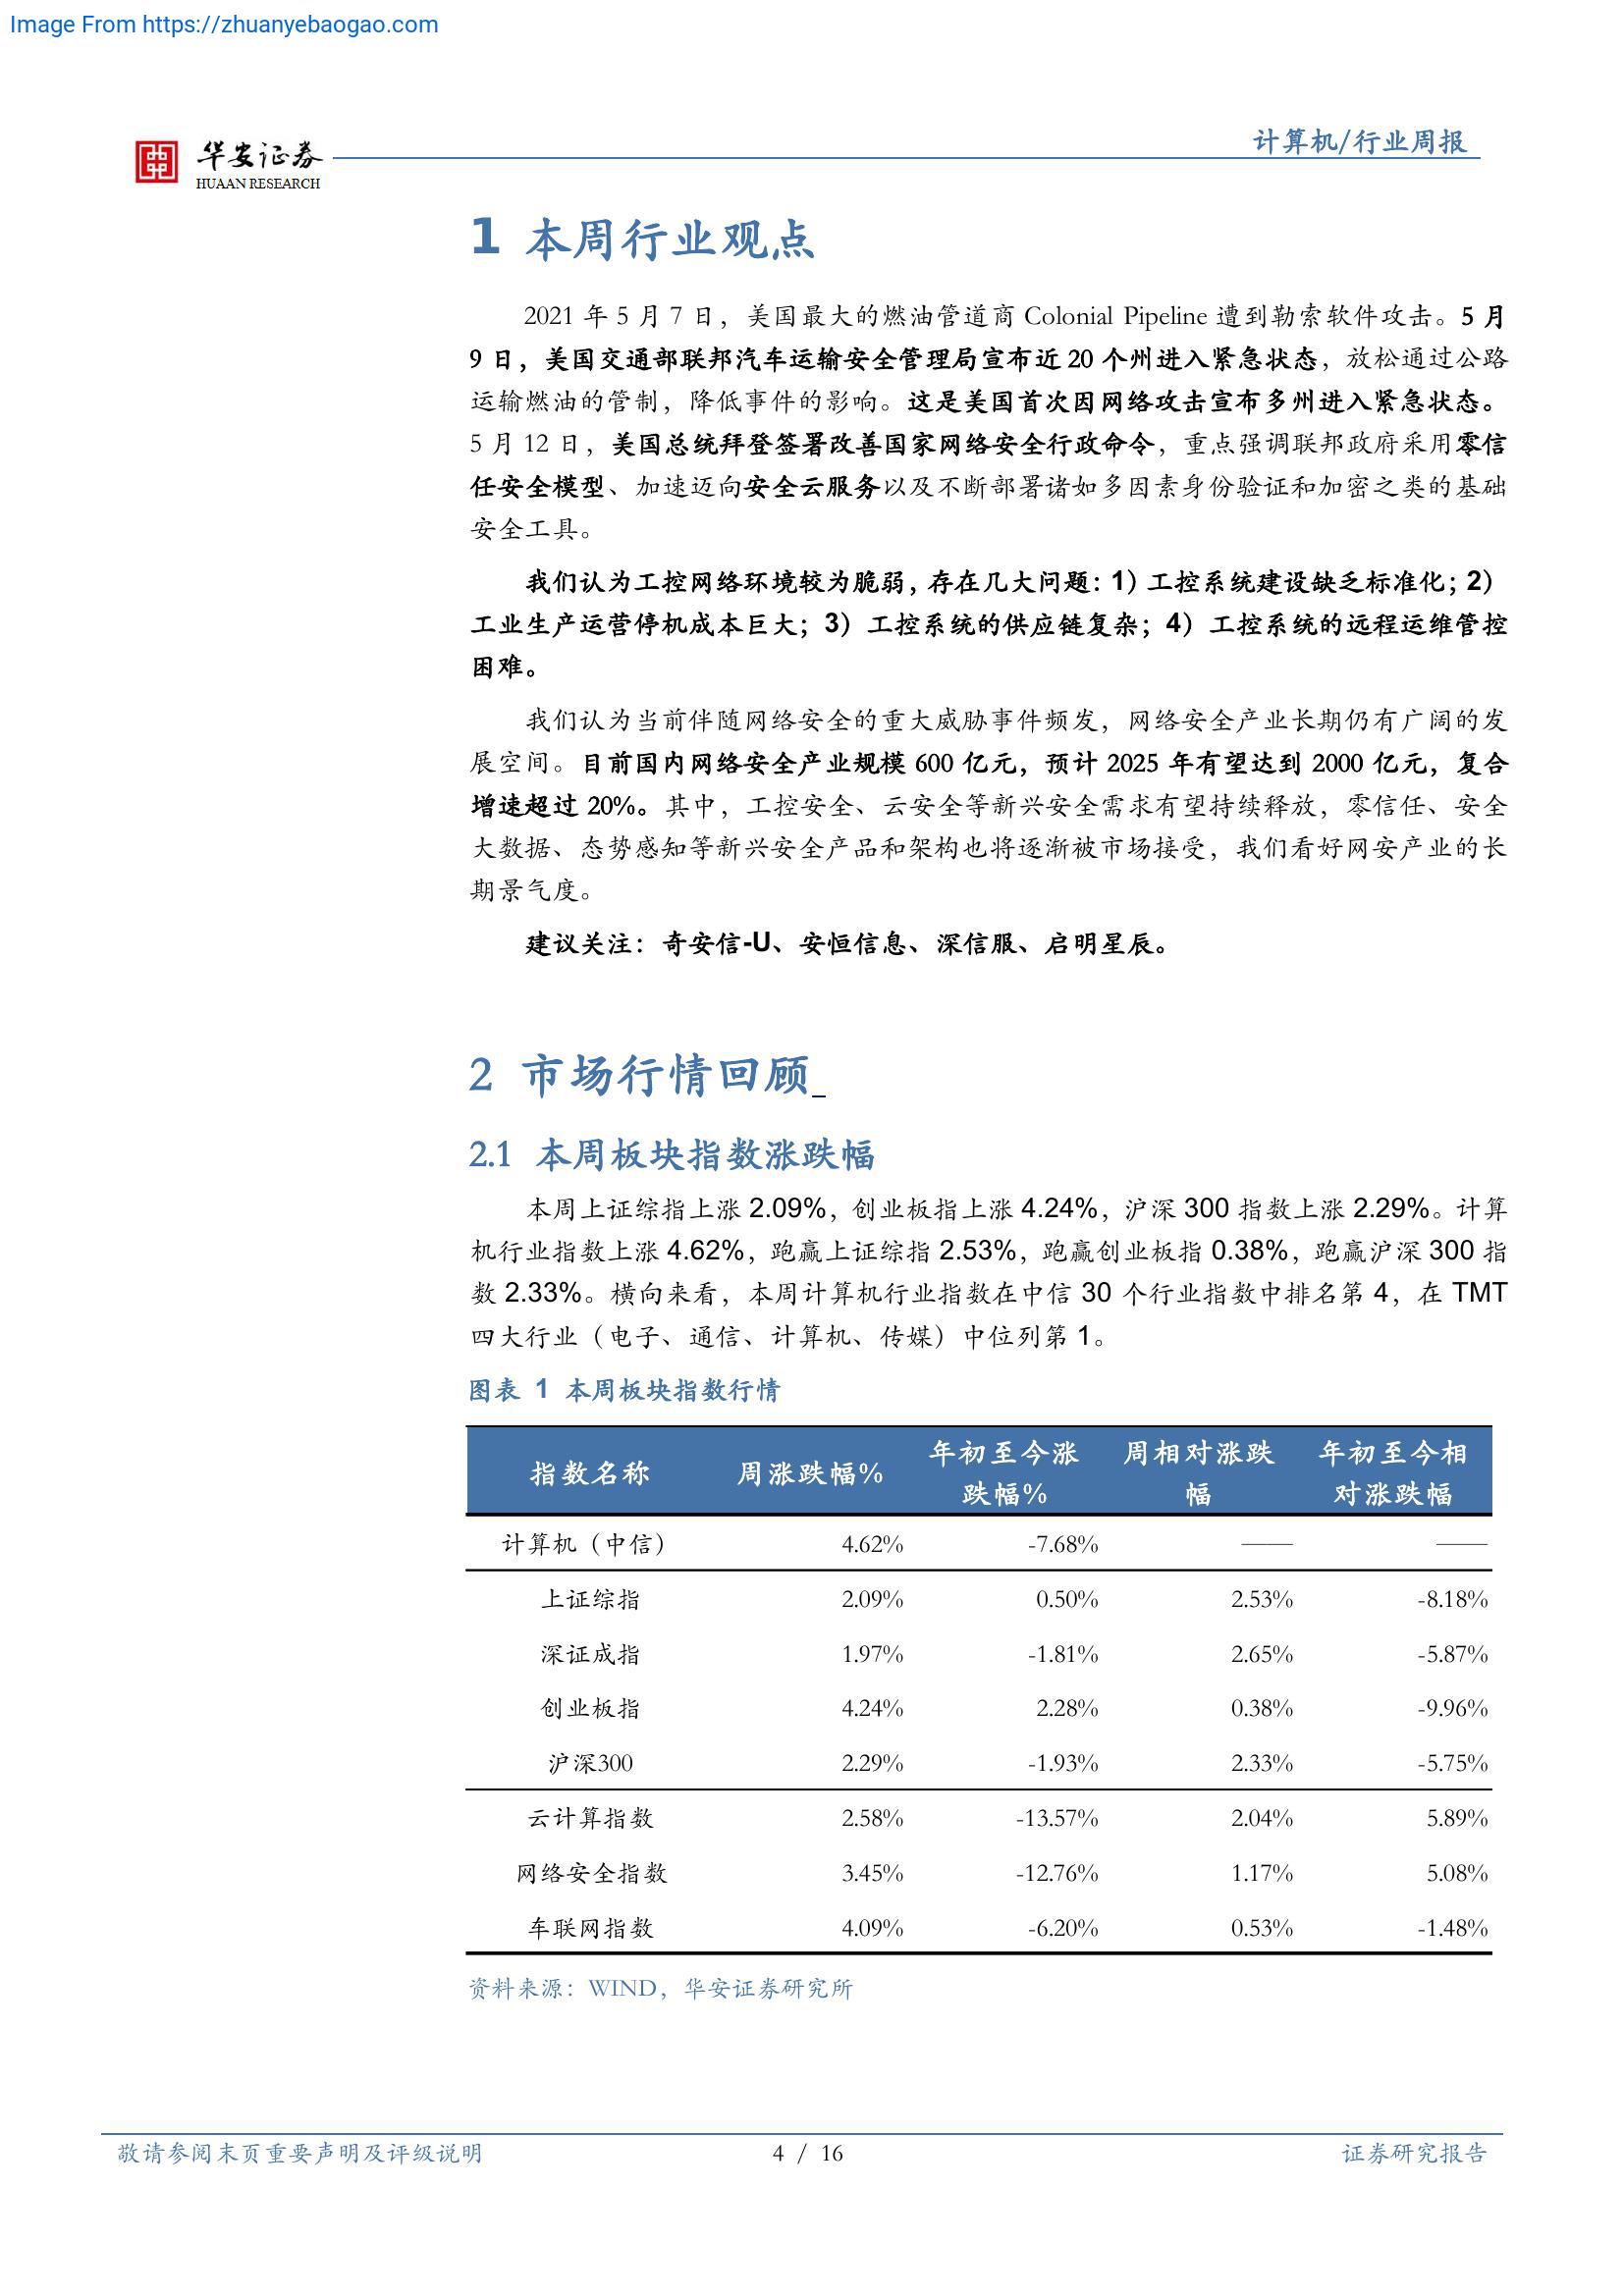 Image From https://zhuanyebaogao.com
计算机/行业周报
华安证券
HUAAN RESEARCH
1 本周行业观点
2021 年 5 月 7 日，美国最大的燃油管道商 Colonial Pipeline 遭到勒索软件攻击。5 月
9 日，美国交通部联邦汽车运输安全管理局宣布近 20 个州进入紧急状态，放松通过公路
运输燃油的管制，降低事件的影响。这是美国首次因网络攻击宣布多州进入紧急状态。
5 月 12 日，美国总统拜登签署改善国家网络安全行政命令，重点强调联邦政府采用零信
任安全模型、加速迈向安全云服务以及不断部署诸如多因素身份验证和加密之类的基础
安全工具。
我们认为工控网络环境较为脆弱，存在几大问题：1）工控系统建设缺乏标准化；2）
工业生产运营停机成本巨大；3）工控系统的供应链复杂；4）工控系统的远程运维管控
困难。
我们认为当前伴随网络安全的重大威胁事件频发，网络安全产业长期仍有广阔的发
展空间。目前国内网络安全产业规模 600 亿元，预计 2025 年有望达到 2000 亿元，复合
增速超过 20%。其中，工控安全、云安全等新兴安全需求有望持续释放，零信任、安全
大数据、态势感知等新兴安全产品和架构也将逐渐被市场接受，我们看好网安产业的长
期景气度。
建议关注：奇安信-U、安恒信息、深信服、启明星辰。
2 市场行情回顾_
2.1 本周板块指数涨跌幅
本周上证综指上涨 2.09%，创业板指上涨 4.24%，沪深 300 指数上涨 2.29%。计算
机行业指数上涨 4.62%，跑赢上证综指 2.53%，跑赢创业板指 0.38%，跑赢沪深 300 指
数 2.33%。横向来看，本周计算机行业指数在中信 30 个行业指数中排名第 4，在 TMT
四大行业（电子、通信、计算机、传媒）中位列第 1。
图表 1 本周板块指数行情
指数名称 周涨跌幅% 年初至今涨跌幅% 周相对涨跌幅 年初至今相对涨跌幅
计算机（中信） 4.62% -7.68% —— ——
上证综指 2.09% 0.50% 2.53% -8.18%
深证成指 1.97% -1.81% 2.65% -5.87%
创业板指 4.24% 2.28% 0.38% -9.96%
沪深300 2.29% -1.93% 2.33% -5.75%
云计算指数 2.58% -13.57% 2.04% 5.89%
网络安全指数 3.45% -12.76% 1.17% 5.08%
车联网指数 4.09% -6.20% 0.53% -1.48%
资料来源：WIND，华安证券研究所
敬请参阅末页重要声明及评级说明 4 / 16 证券研究报告